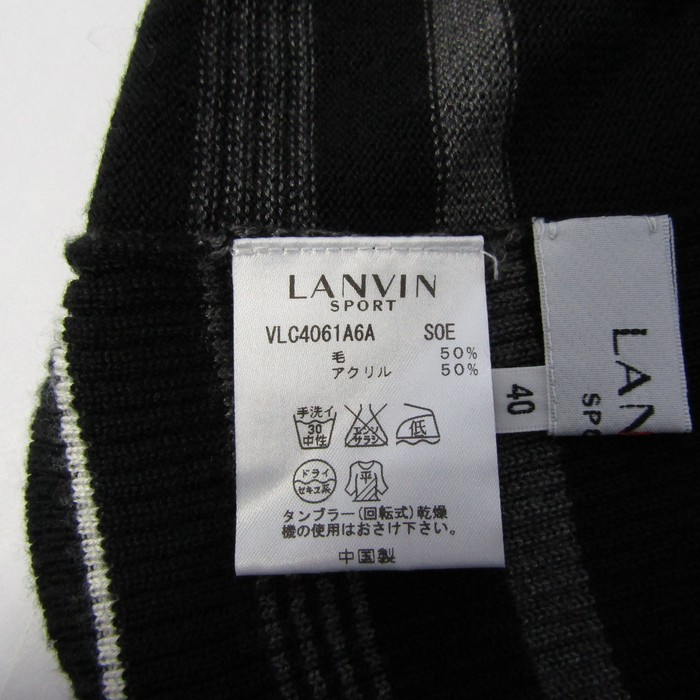 LANVIN
SPORT
VLC4061A6A SOE
毛 50%
アクリル 50%
手洗イ
30
中性
エンソ
サラシ
低
ドライ
セキユ系
平
タンブラー(回転式)乾燥
機の使用はおさけ下さい。
中国製
40
LAN
SPO